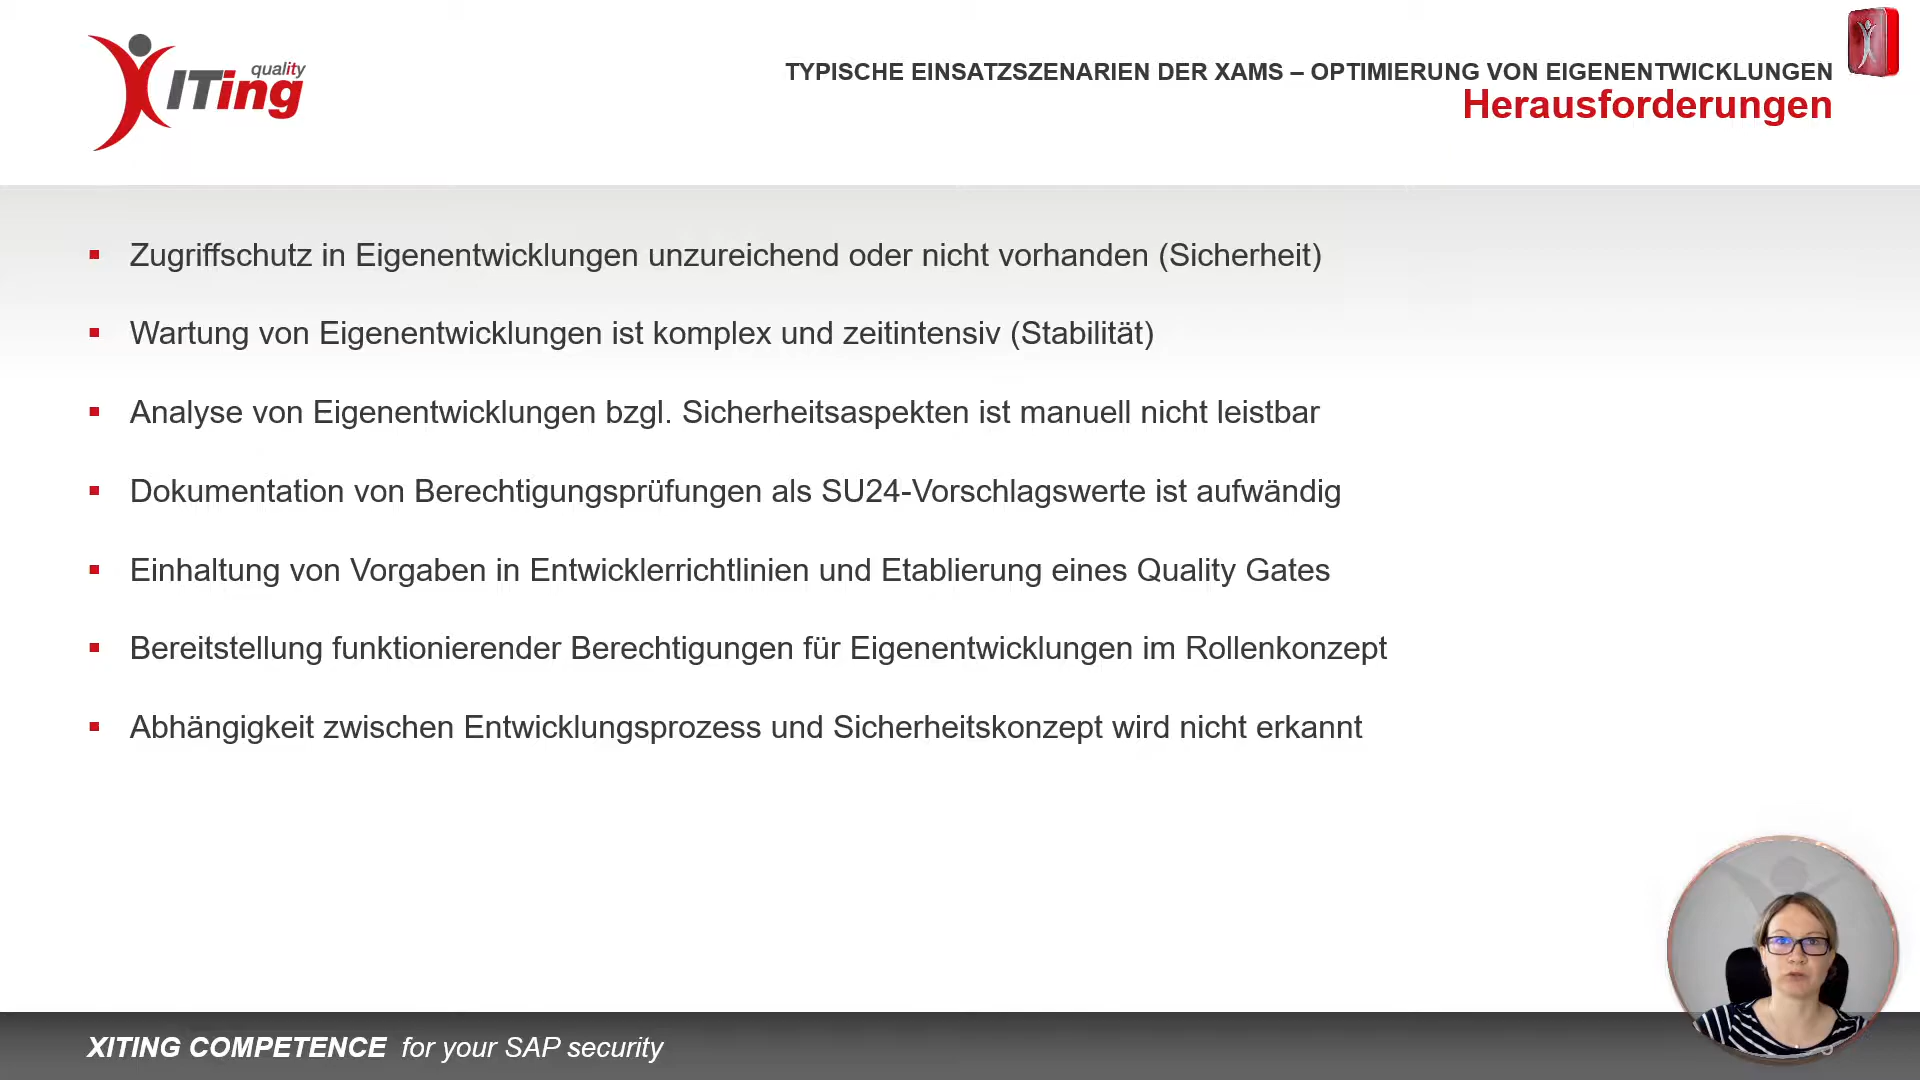 quality
XITing
TYPISCHE EINSATZSZENARIEN DER XAMS – OPTIMIERUNG VON EIGENENTWICKLUNGEN
Herausforderungen
Zugriffschutz in Eigenentwicklungen unzureichend oder nicht vorhanden (Sicherheit)
Wartung von Eigenentwicklungen ist komplex und zeitintensiv (Stabilität)
Analyse von Eigenentwicklungen bzgl. Sicherheitsaspekten ist manuell nicht leistbar
Dokumentation von Berechtigungsprüfungen als SU24-Vorschlagswerte ist aufwändig
Einhaltung von Vorgaben in Entwicklerrichtlinien und Etablierung eines Quality Gates
Bereitstellung funktionierender Berechtigungen für Eigenentwicklungen im Rollenkonzept
Abhängigkeit zwischen Entwicklungsprozess und Sicherheitskonzept wird nicht erkannt
XITING COMPETENCE for your SAP security